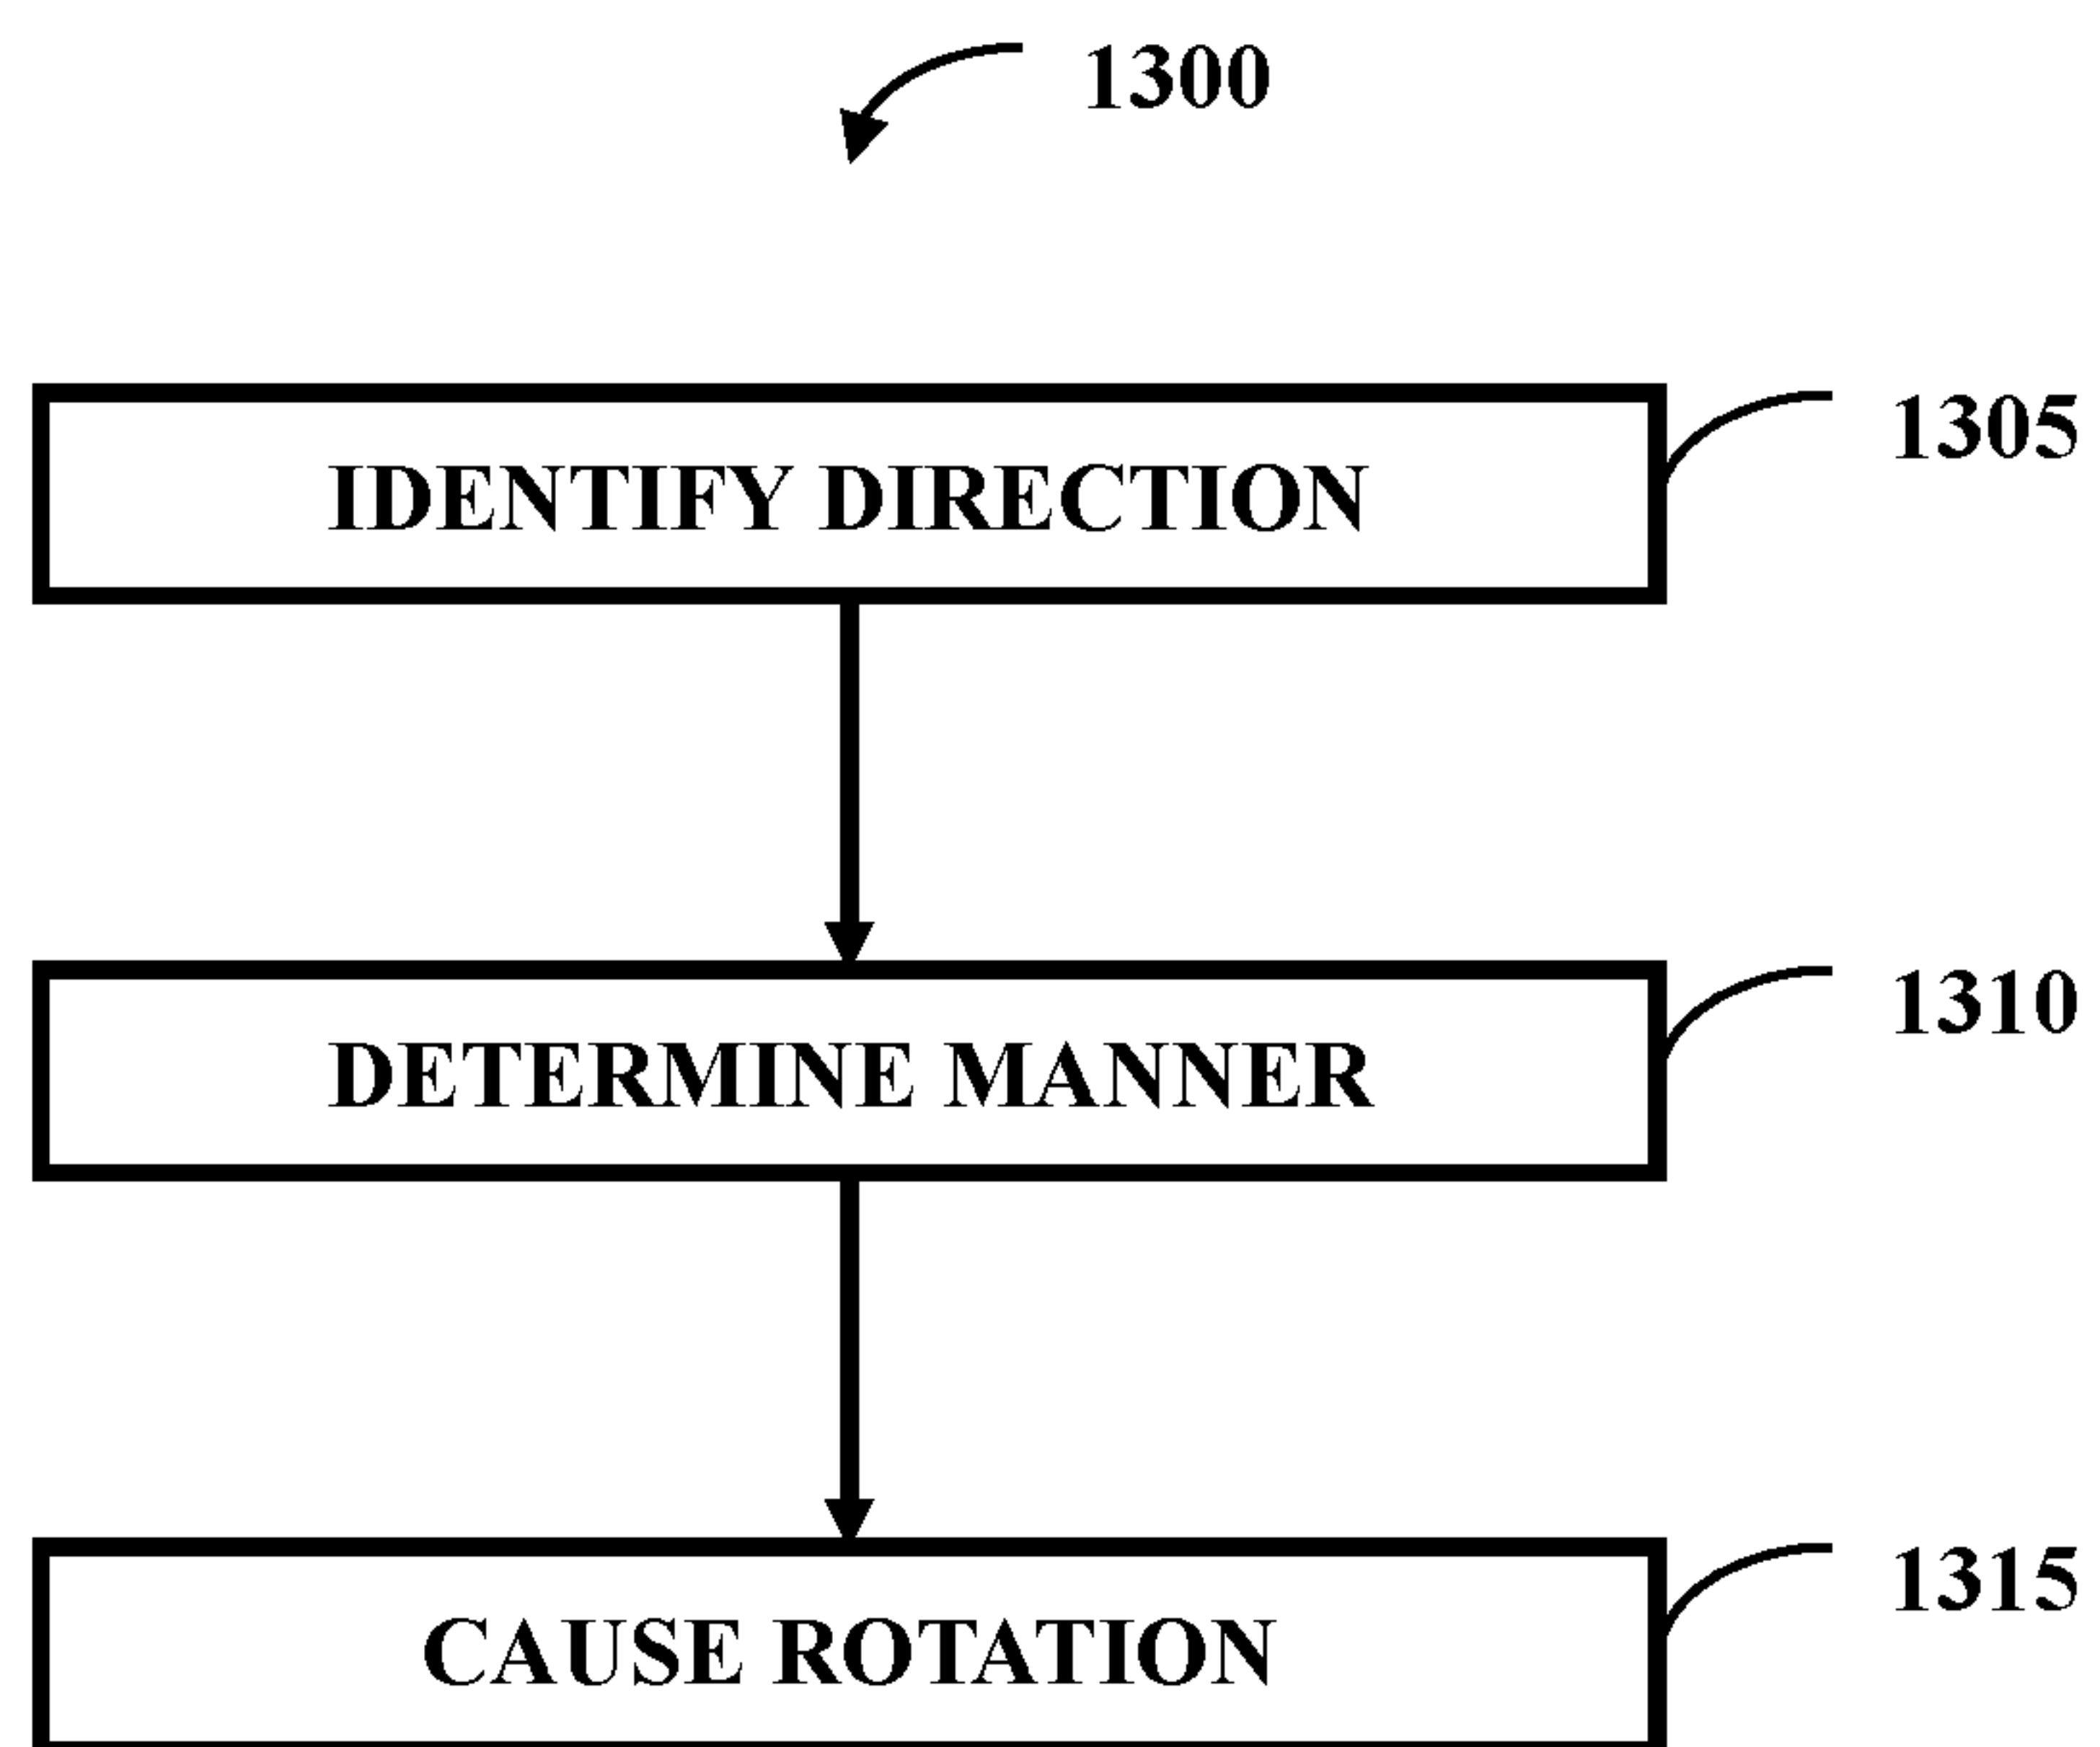 1300
IDENTIFY DIRECTION
1305
DETERMINE MANNER
1310
CAUSE ROTATION
1315